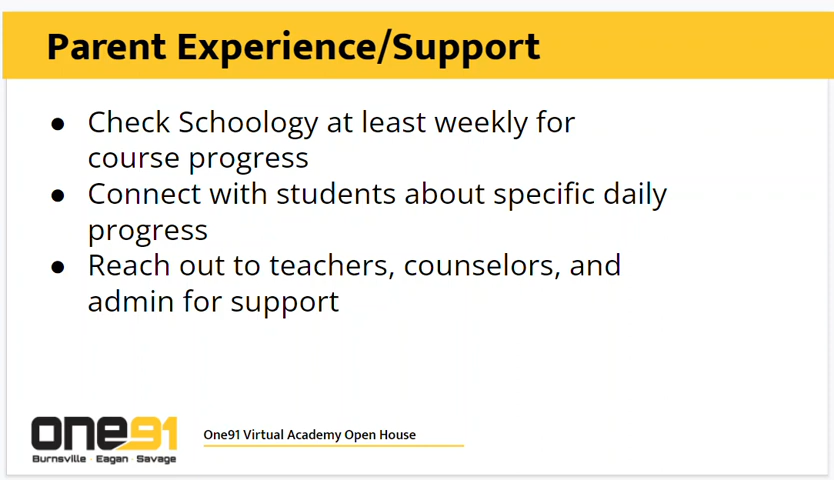 Parent Experience/Support
● Check Schoology at least weekly for
course progress
● Connect with students about specific daily
progress
● Reach out to teachers, counselors, and
admin for support
one91
Burnsville · Eagan · Savage
One91 Virtual Academy Open House